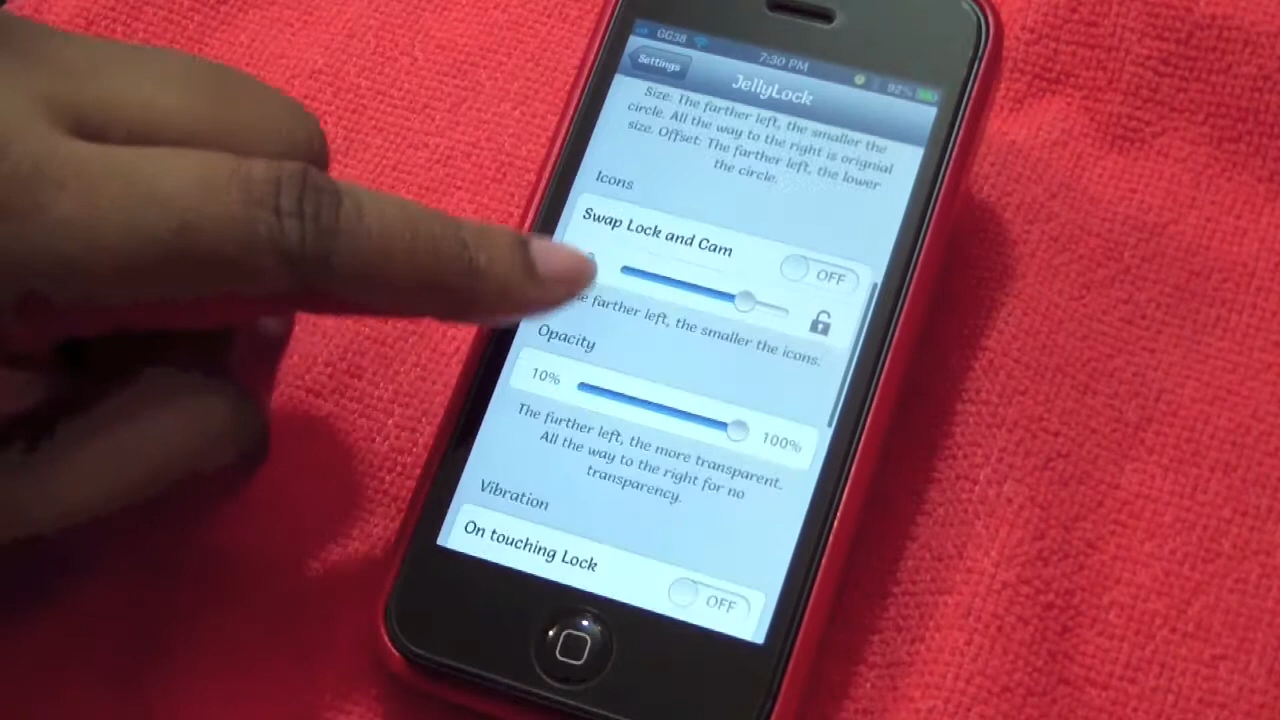 GG38
7:30 PM
92%
Settings
JellyLock
Size: The farther left, the smaller the
circle. All the way to the right is orignial
size. Offset: The farther left, the lower
the circle.
Icons
Swap Lock and Cam
OFF
farther left, the smaller the icons.
Opacity
10%
100%
The further left, the more transparent.
All the way to the right for no
transparency.
Vibration
On touching Lock
OFF